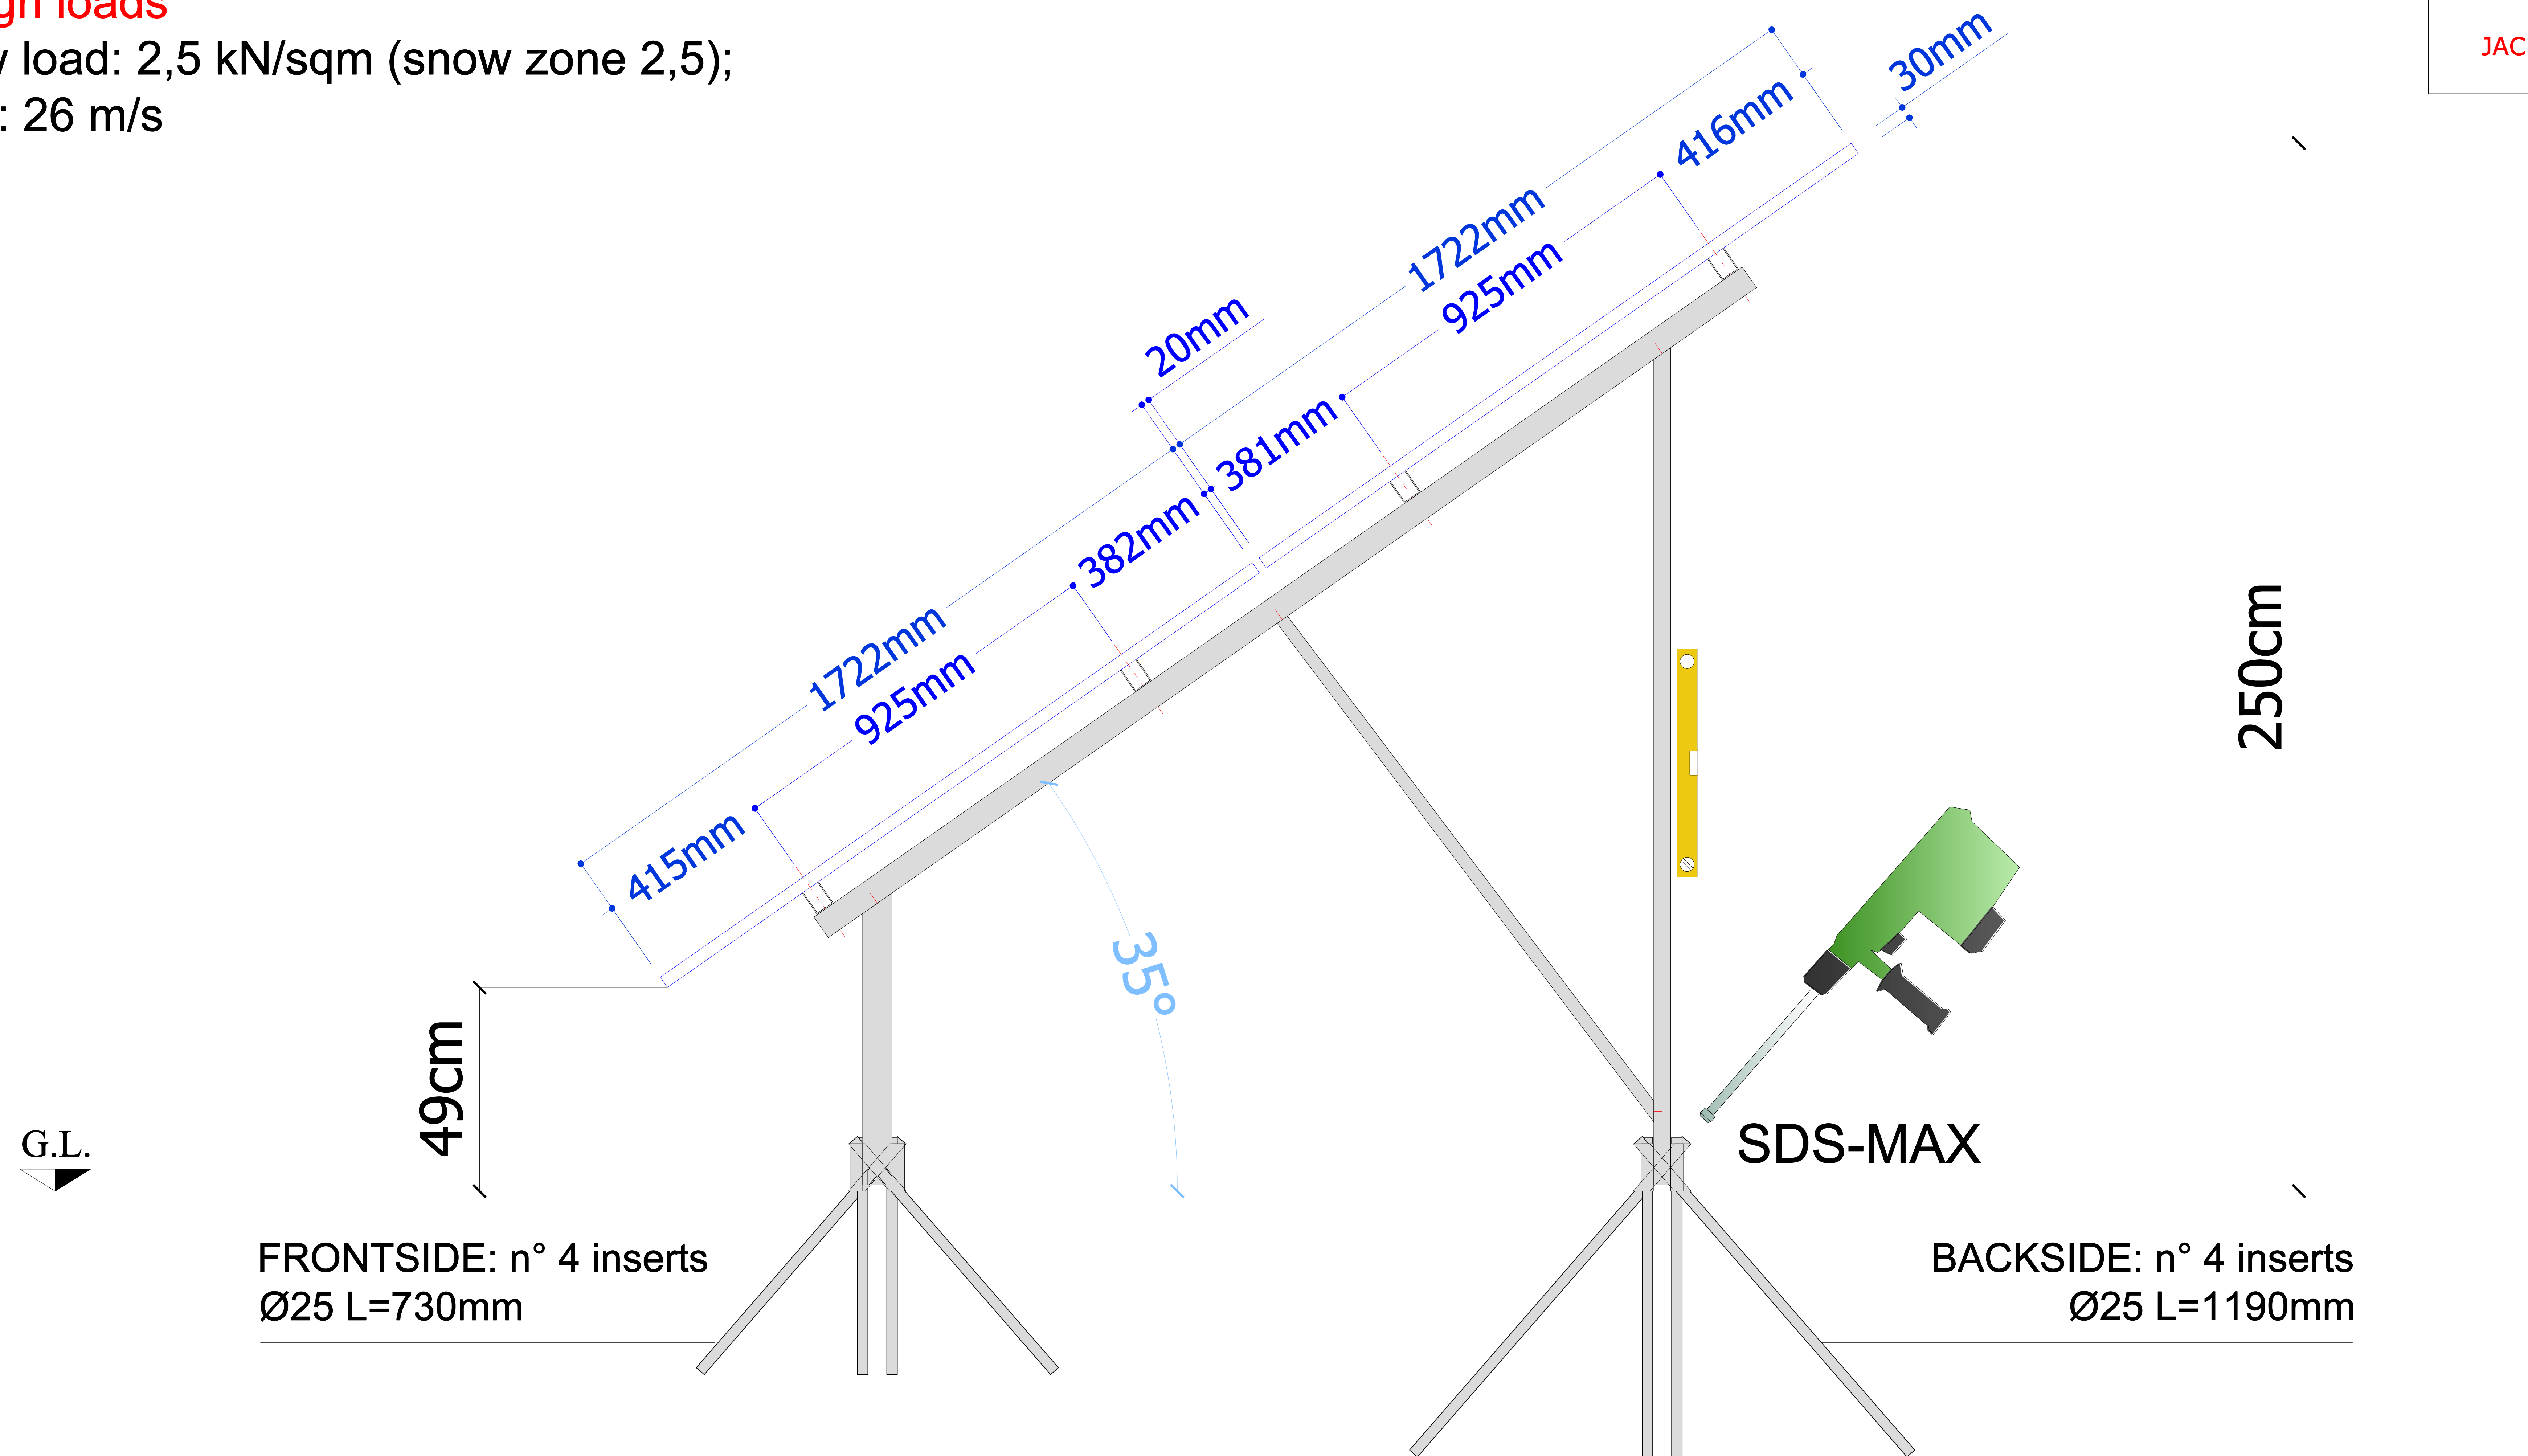 loads
load: 2,5 kN/sqm (snow zone 2,5);
: 26 m/s
JAC
30mm
416mm
1722mm
925mm
20mm
381mm
382mm
1722mm
925mm
415mm
250cm
35°
49cm
G.L.
SDS-MAX
FRONTSIDE: n° 4 inserts
Ø25 L=730mm
BACKSIDE: n° 4 inserts
Ø25 L=1190mm